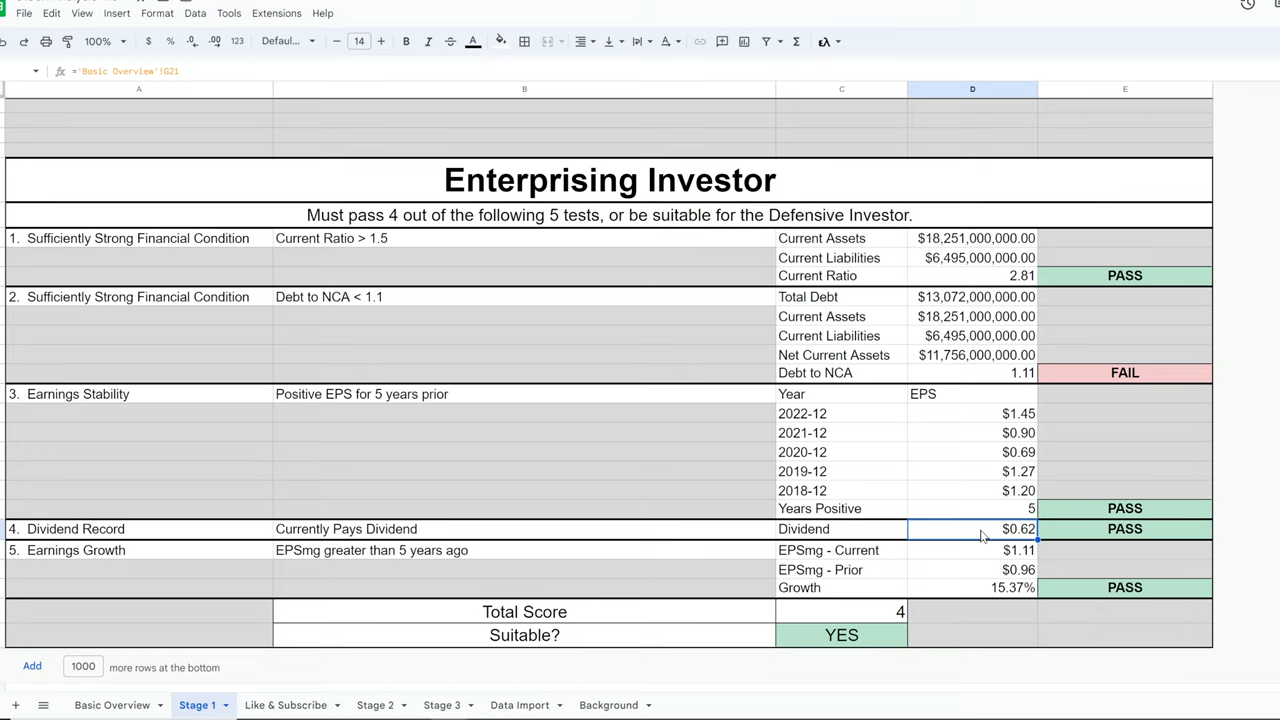 File Edit View Insert Format Data Tools Extensions Help
100% $ % .0 .00 123 Defaul... − 14 + B I A
fx ='Basic Overview'!G21
A B C D E
Enterprising Investor
Must pass 4 out of the following 5 tests, or be suitable for the Defensive Investor.
1. Sufficiently Strong Financial Condition Current Ratio > 1.5 Current Assets $18,251,000,000.00
Current Liabilities $6,495,000,000.00
Current Ratio 2.81 PASS
2. Sufficiently Strong Financial Condition Debt to NCA < 1.1 Total Debt $13,072,000,000.00
Current Assets $18,251,000,000.00
Current Liabilities $6,495,000,000.00
Net Current Assets $11,756,000,000.00
Debt to NCA 1.11 FAIL
3. Earnings Stability Positive EPS for 5 years prior Year EPS
2022-12 $1.45
2021-12 $0.90
2020-12 $0.69
2019-12 $1.27
2018-12 $1.20
Years Positive 5 PASS
4. Dividend Record Currently Pays Dividend Dividend $0.62 PASS
5. Earnings Growth EPSmg greater than 5 years ago EPSmg - Current $1.11
EPSmg - Prior $0.96
Growth 15.37% PASS
Total Score 4
Suitable? YES
Add 1000 more rows at the bottom
+ Basic Overview Stage 1 Like & Subscribe Stage 2 Stage 3 Data Import Background